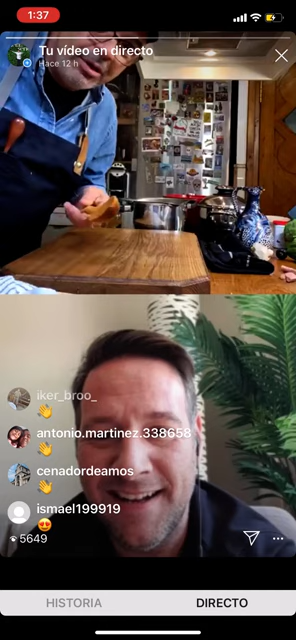 1:37
Tu vídeo en directo
Hace 12 h
iker_broo_
antonio.martinez.338658
cenadordeamos
ismael199919
5649
HISTORIA
DIRECTO